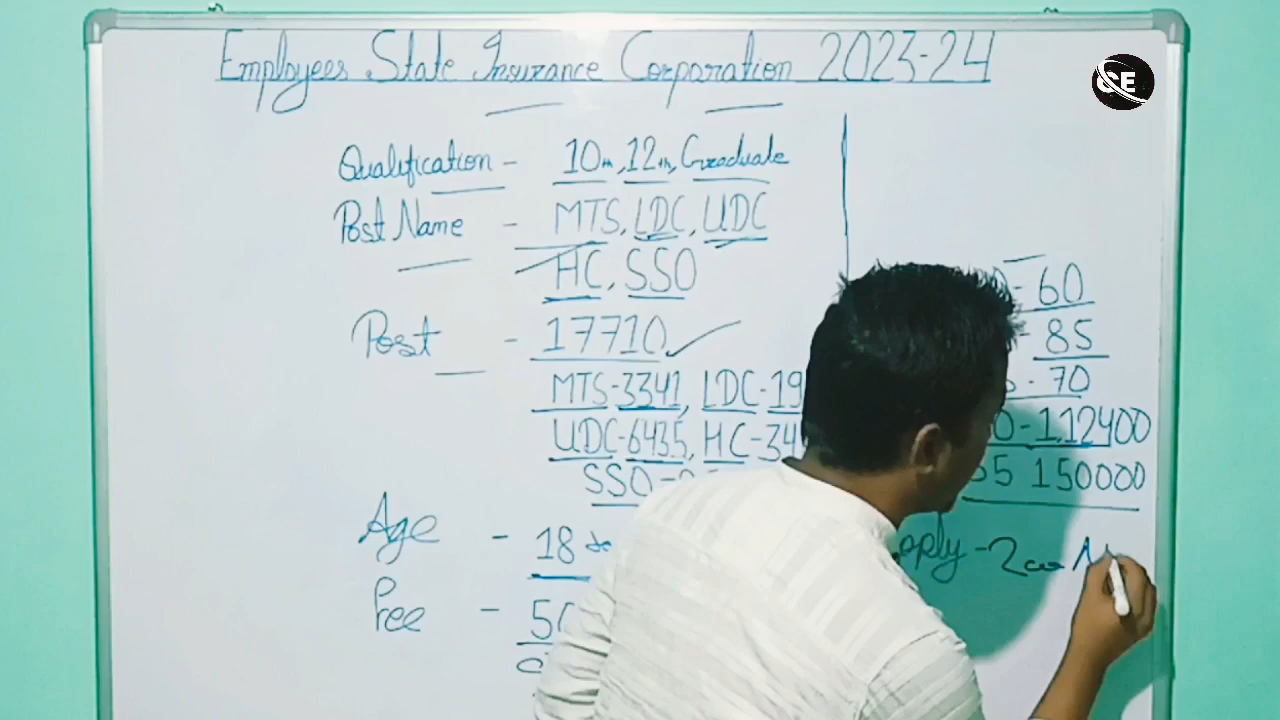 Employees State Insurance Corporation 2023-24
CE
Qualification - 10th, 12th, Graduate
Post Name - MTS, LDC, UDC
HC, SSO
Post - 17710
MTS-3341, LDC-19
UDC-6435, HC-34
SSO
Age - 18 to
Fee - 50
- 60
- 85
- 70
0 - 1,12400
55 150000
pply -